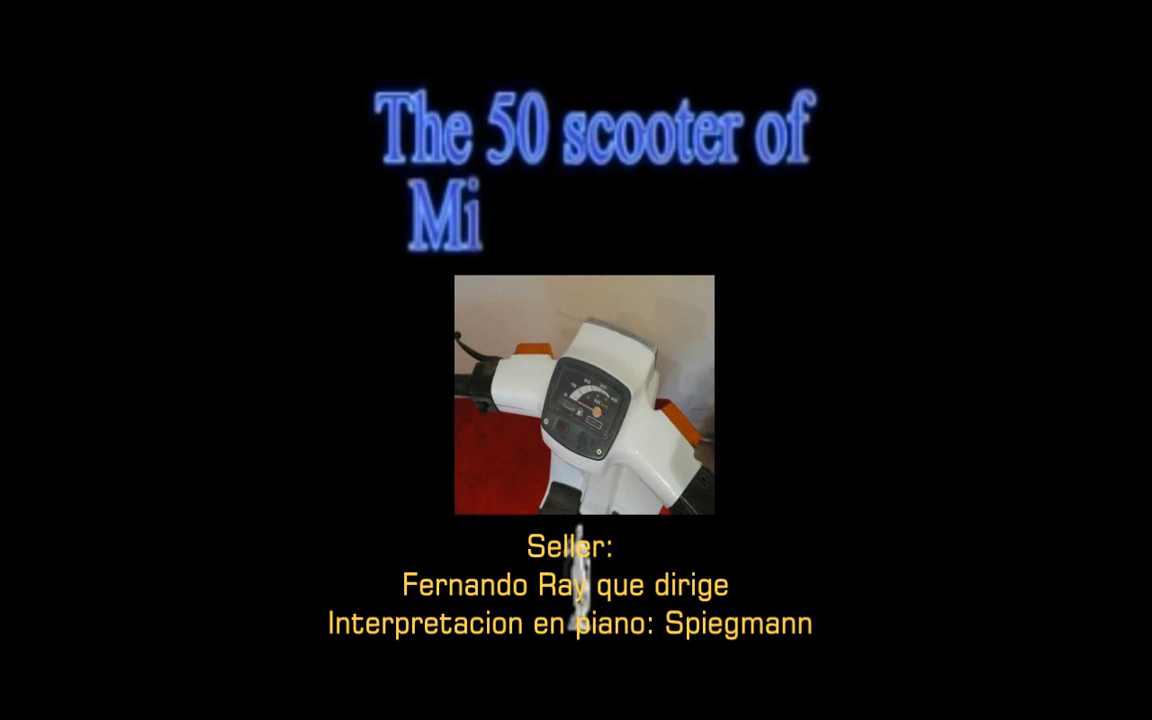 The 50 scooter of
Mi
Seller:
Fernando Ray que dirige
Interpretacion en piano: Spiegmann